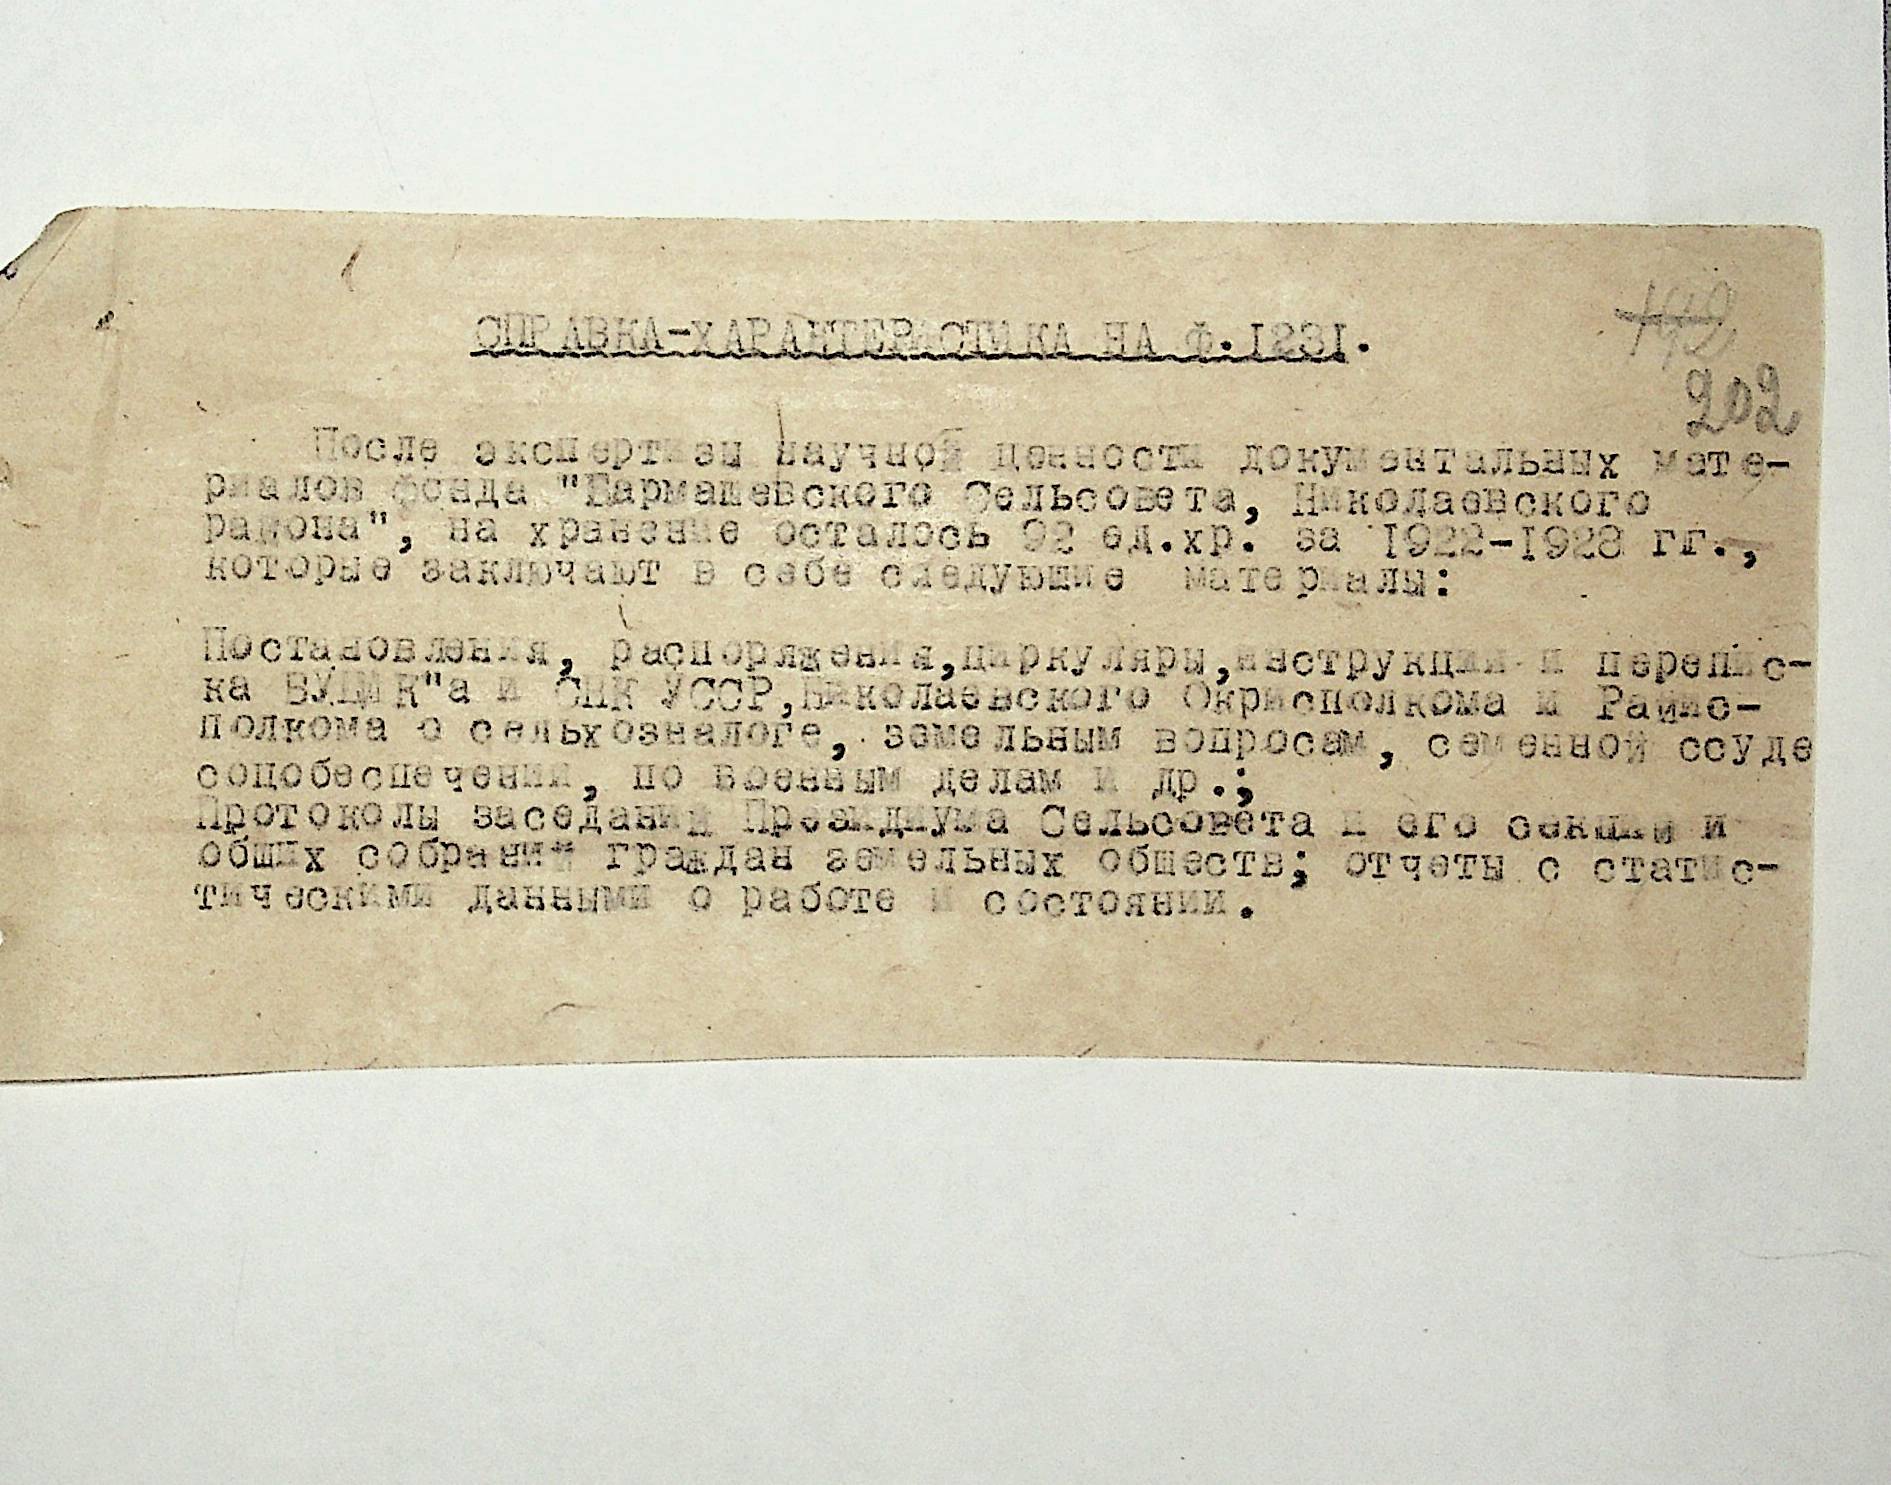 СПРАВКА-ХАРАКТЕРИСТИКА НА Ф.1231.
202
После экспертизы научной ценности документальных мате-
риалов фонда "Бармашевского Сельсовета, Николаевского
района", на хранение осталось 92 ед.хр. за 1922-1928 гг.,
которые заключают в себе следующие материалы:
Постановления, распоряжения,циркуляры,инструкции и перепис-
ка ВУЦИК"а и СНК УССР,Николаевского Окрисполкома и Райис-
полкома о сельхозналоге, земельным вопросам, семенной ссуде
соцобеспечении, по военным делам и др.;
Протоколы заседаний Президиума Сельсовета и его секций и
общих собраний граждан земельных обществ; отчеты с статис-
тическими данными о работе и состоянии.